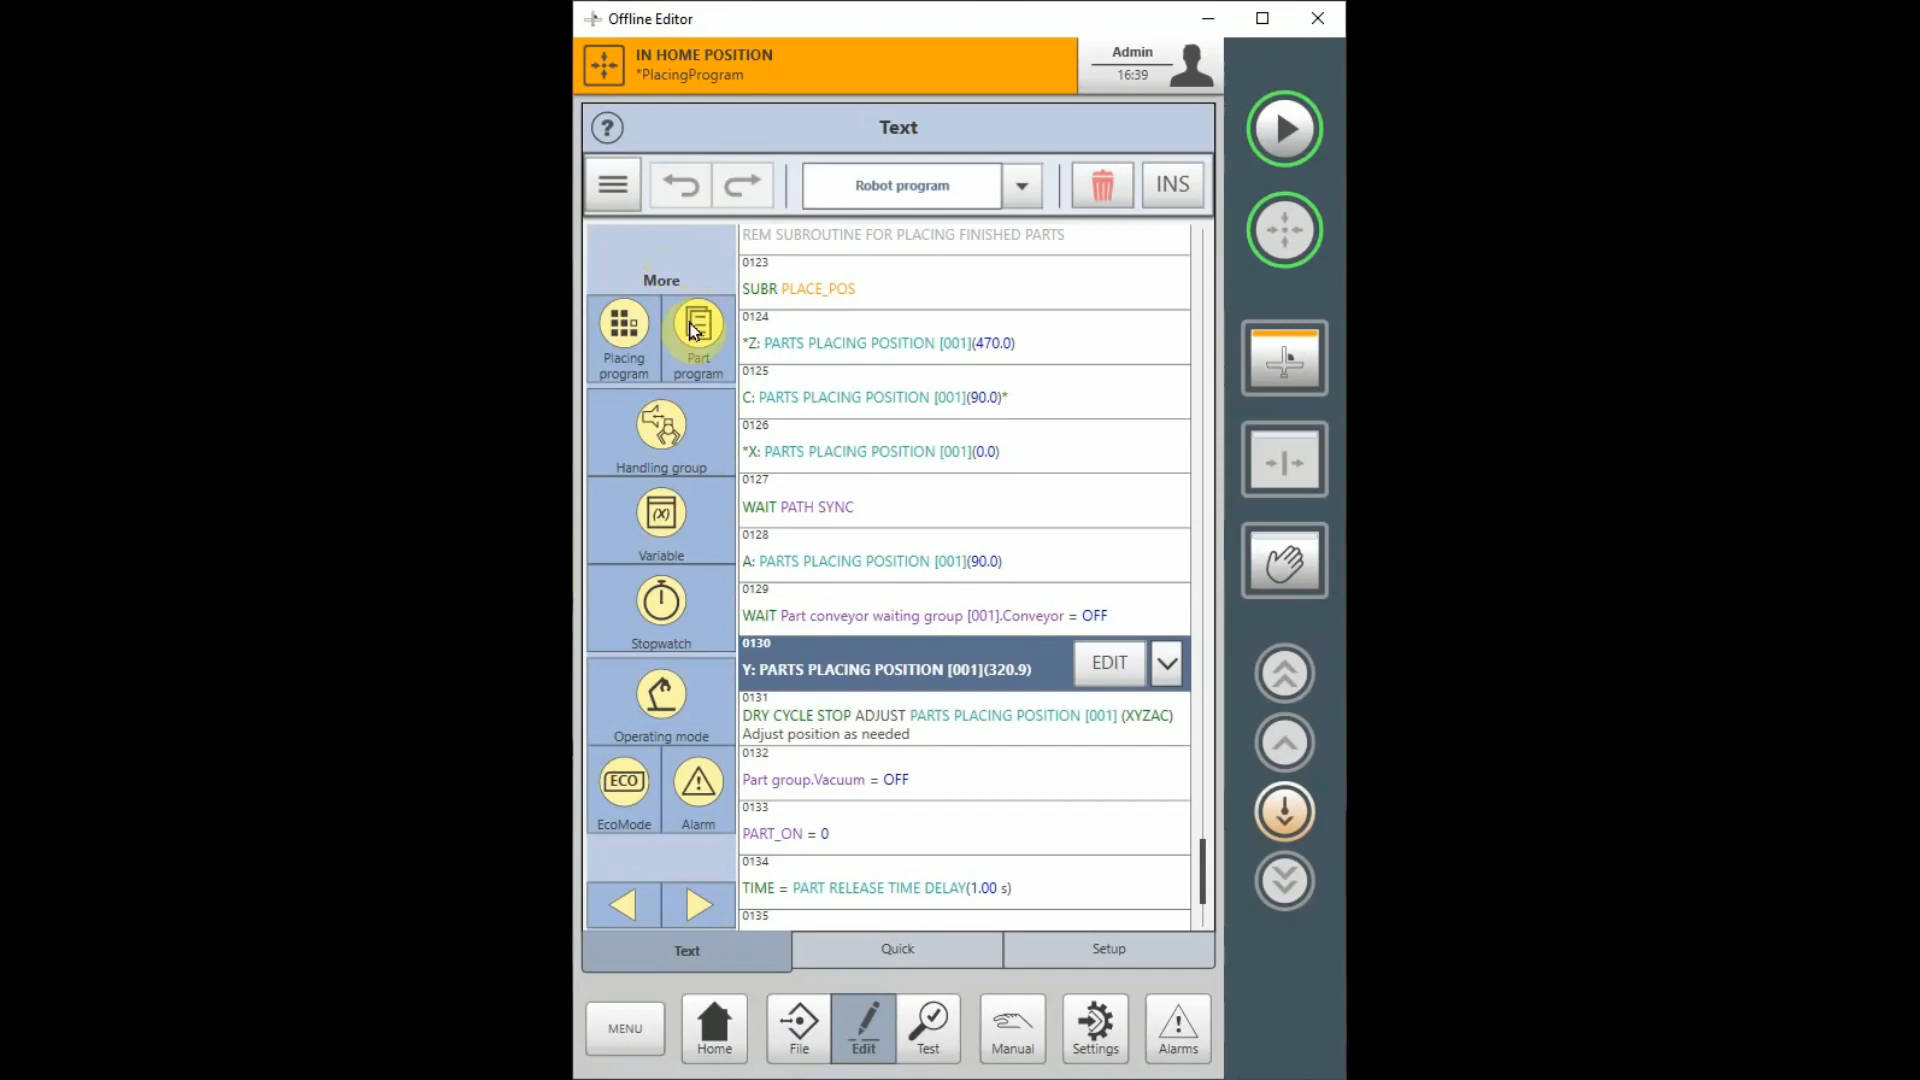 Offline Editor
IN HOME POSITION
*PlacingProgram
Admin
16:39
?
Text
Robot program
INS
More
Placing program
Part program
Handling group
(X)
Variable
Stopwatch
Operating mode
ECO
EcoMode
Alarm
REM SUBROUTINE FOR PLACING FINISHED PARTS
0123
SUBR PLACE_POS
0124
*Z: PARTS PLACING POSITION [001](470.0)
0125
C: PARTS PLACING POSITION [001](90.0)*
0126
*X: PARTS PLACING POSITION [001](0.0)
0127
WAIT PATH SYNC
0128
A: PARTS PLACING POSITION [001](90.0)
0129
WAIT Part conveyor waiting group [001].Conveyor = OFF
0130
Y: PARTS PLACING POSITION [001](320.9)
EDIT
0131
DRY CYCLE STOP ADJUST PARTS PLACING POSITION [001] (XYZAC)
Adjust position as needed
0132
Part group.Vacuum = OFF
0133
PART_ON = 0
0134
TIME = PART RELEASE TIME DELAY(1.00 s)
0135
Text
Quick
Setup
MENU
Home
File
Edit
Test
Manual
Settings
Alarms